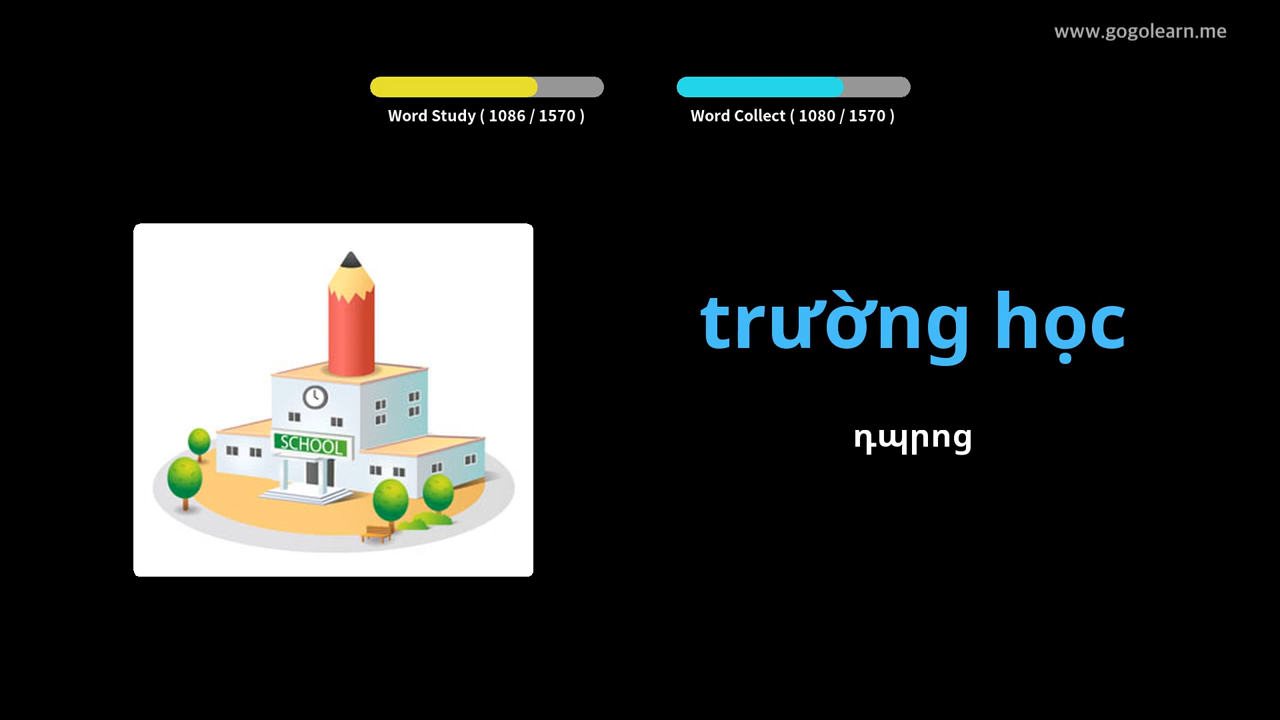 www.gogolearn.me
Word Study ( 1086 / 1570 )
Word Collect ( 1080 / 1570 )
SCHOOL
trường học
դպրոց